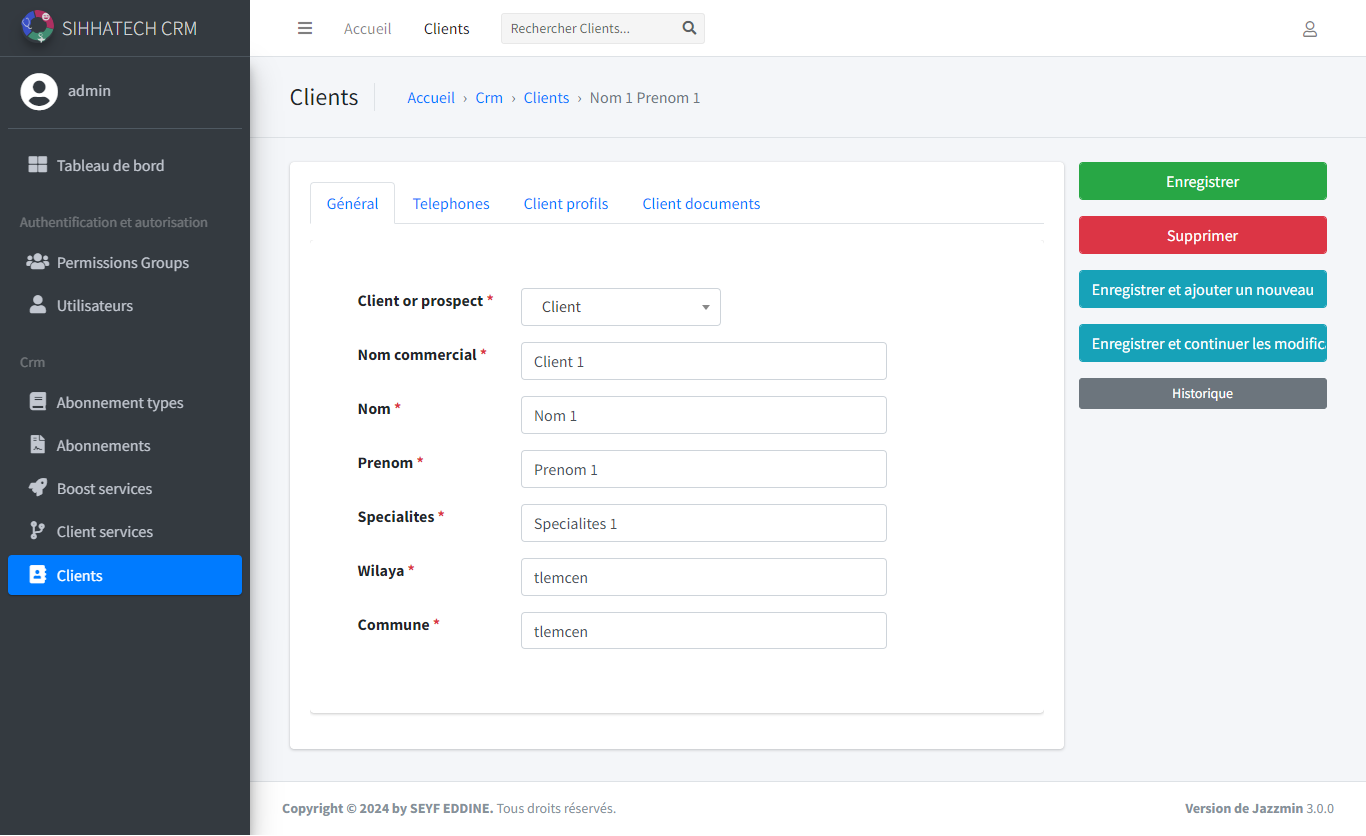 SIHHATECH CRM
Accueil
Clients
Rechercher Clients...
admin
Tableau de bord
Authentification et autorisation
Permissions Groups
Utilisateurs
Crm
Abonnement types
Abonnements
Boost services
Client services
Clients
Clients
Accueil › Crm › Clients › Nom 1 Prenom 1
Général
Telephones
Client profils
Client documents
Client or prospect *
Client
Nom commercial *
Client 1
Nom *
Nom 1
Prenom *
Prenom 1
Specialites *
Specialites 1
Wilaya *
tlemcen
Commune *
tlemcen
Enregistrer
Supprimer
Enregistrer et ajouter un nouveau
Enregistrer et continuer les modific
Historique
Copyright © 2024 by SEYF EDDINE. Tous droits réservés.
Version de Jazzmin 3.0.0